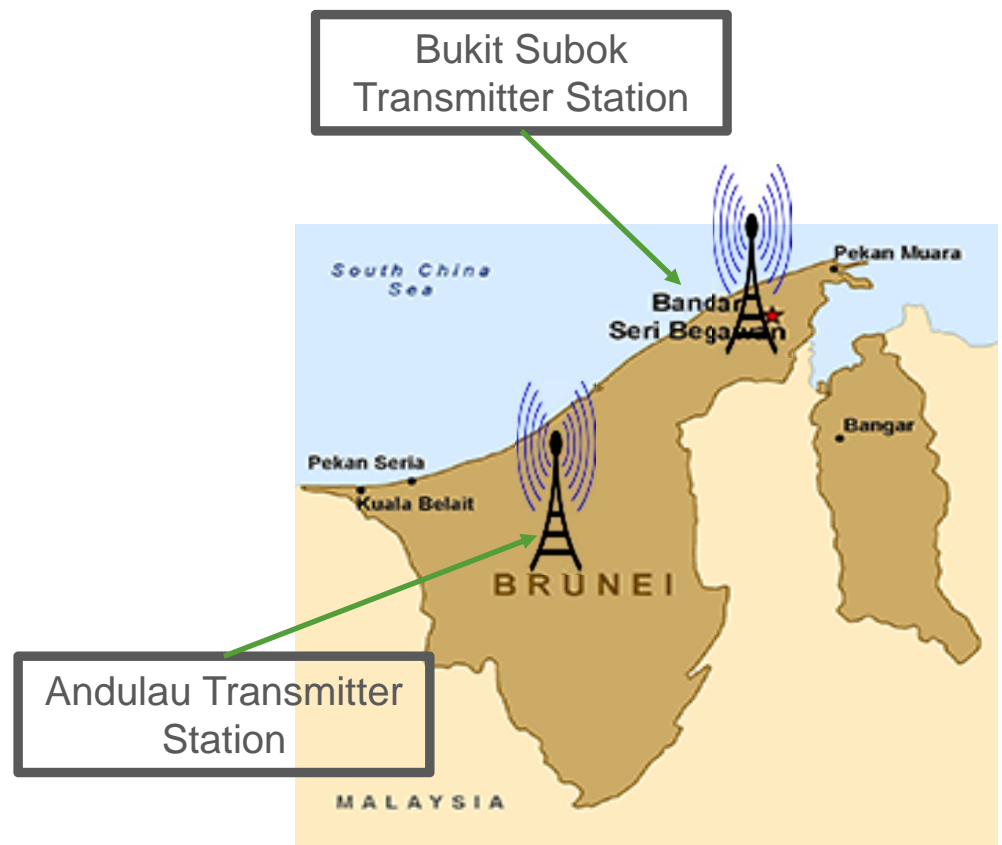 Bukit Subok
Transmitter Station
South China
Sea
Pekan Muara
Bandar
Seri Begawan
Bangar
Pekan Seria
Kuala Belait
BRUNEI
Andulau Transmitter
Station
MALAYSIA